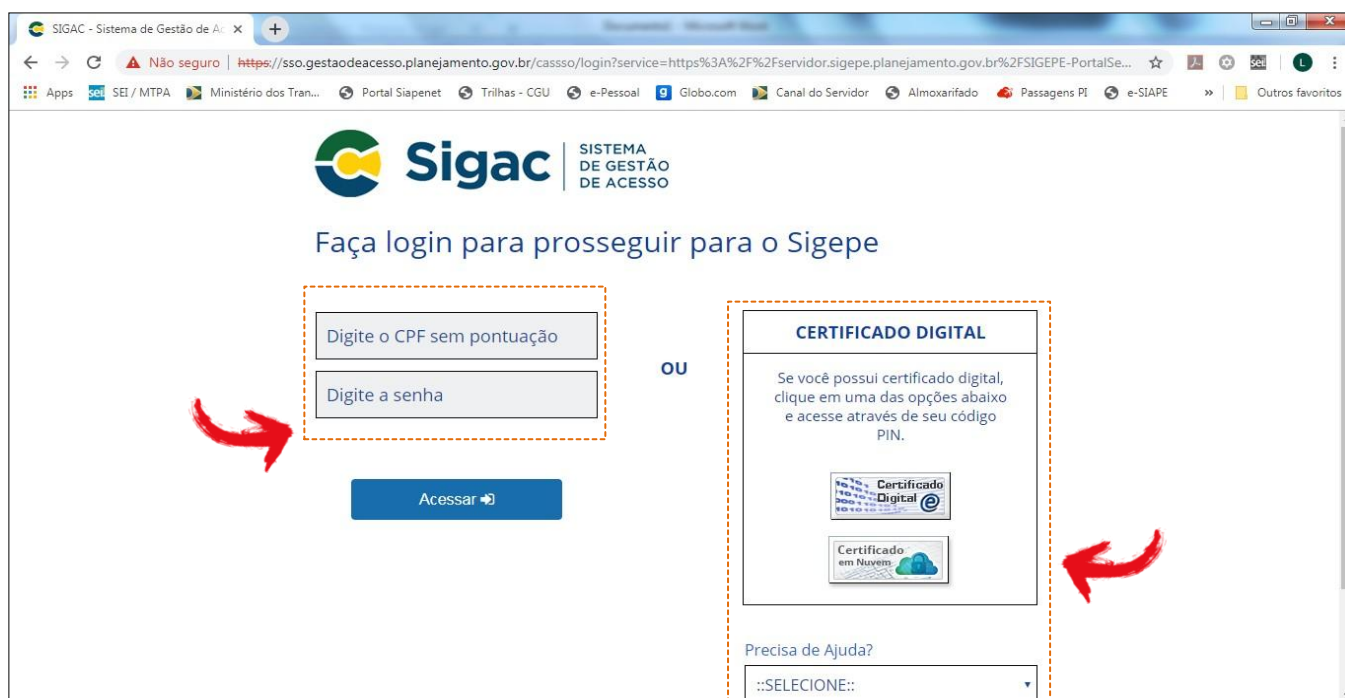 SIGAC - Sistema de Gestão de Ac
Não seguro | https://sso.gestaodeacesso.planejamento.gov.br/cassso/login?service=https%3A%2F%2Fservidor.sigepe.planejamento.gov.br%2FSIGEPE-PortalSe...
Apps SEI / MTPA Ministério dos Tran... Portal Siapenet Trilhas - CGU e-Pessoal Globo.com Canal do Servidor Almoxarifado Passagens PI e-SIAPE » Outros favoritos
Sigac
SISTEMA
DE GESTÃO
DE ACESSO
Faça login para prosseguir para o Sigepe
Digite o CPF sem pontuação
Digite a senha
Acessar
OU
CERTIFICADO DIGITAL
Se você possui certificado digital,
clique em uma das opções abaixo
e acesse através de seu código
PIN.
Certificado
Digital
Certificado
em Nuvem
Precisa de Ajuda?
::SELECIONE::